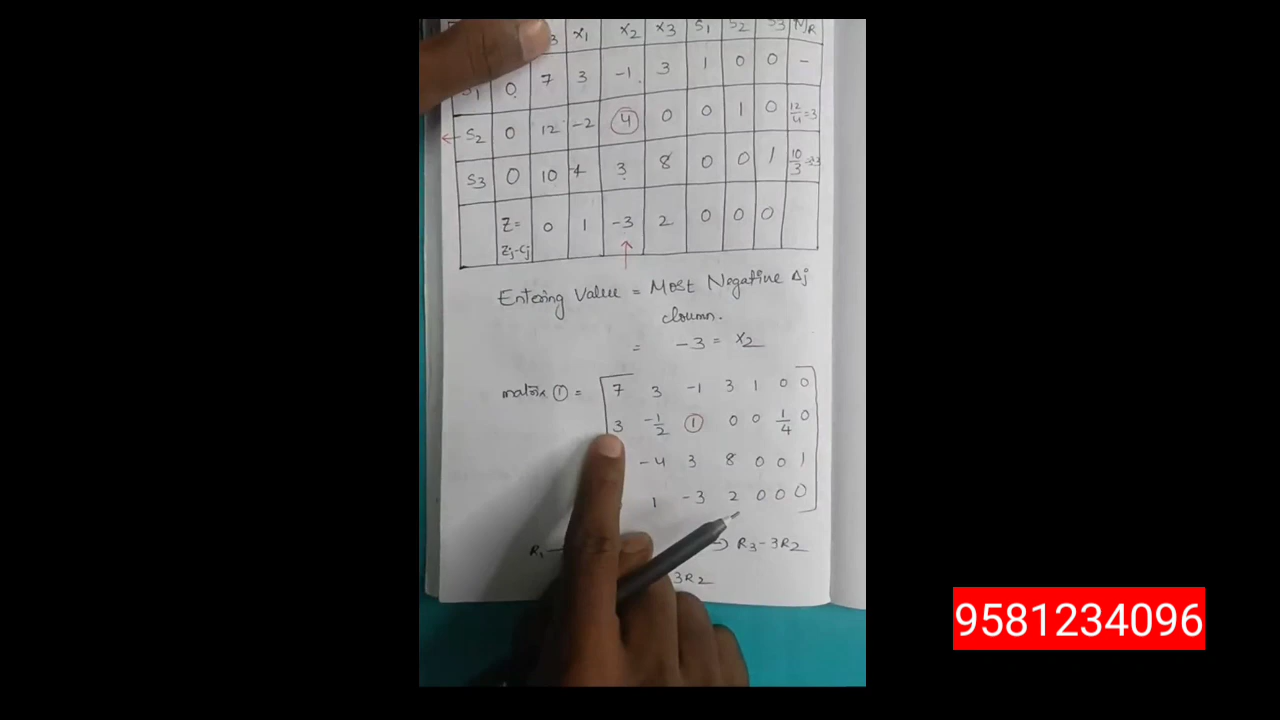 3 x1 x2 x3 S1 S2 S3 MR
S1 0 7 3 -1 3 1 0 0 -
S2 0 12 -2 4 0 0 1 0 12/4=3
S3 0 10 -4 3 8 0 0 1 10/3
Z= 0 1 -3 2 0 0 0
Zj-Cj
Entering Value = Most Negative Δj
cloumn.
= -3 = x2
matrix ① = 7 3 -1 3 1 0 0
3 -1/2 1 0 0 1/4 0
-4 3 8 0 0 1
1 -3 2 0 0 0
R1 → R3-3R2
3R2
9581234096